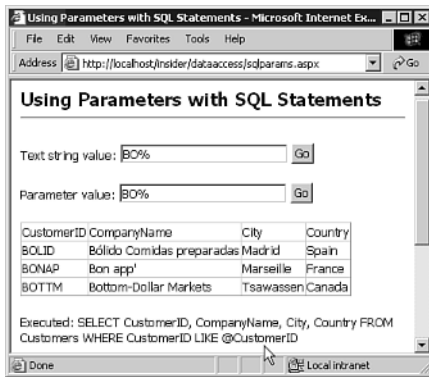 Using Parameters with SQL Statements - Microsoft Internet Ex...
File Edit View Favorites Tools Help
Address http://localhost/insider/dataaccess/sqlparams.aspx Go
Using Parameters with SQL Statements
Text string value: BO% Go
Parameter value: BO% Go
CustomerID CompanyName City Country
BOLID Bólido Comidas preparadas Madrid Spain
BONAP Bon app' Marseille France
BOTTM Bottom-Dollar Markets Tsawassen Canada
Executed: SELECT CustomerID, CompanyName, City, Country FROM
Customers WHERE CustomerID LIKE @CustomerID
Done Local intranet